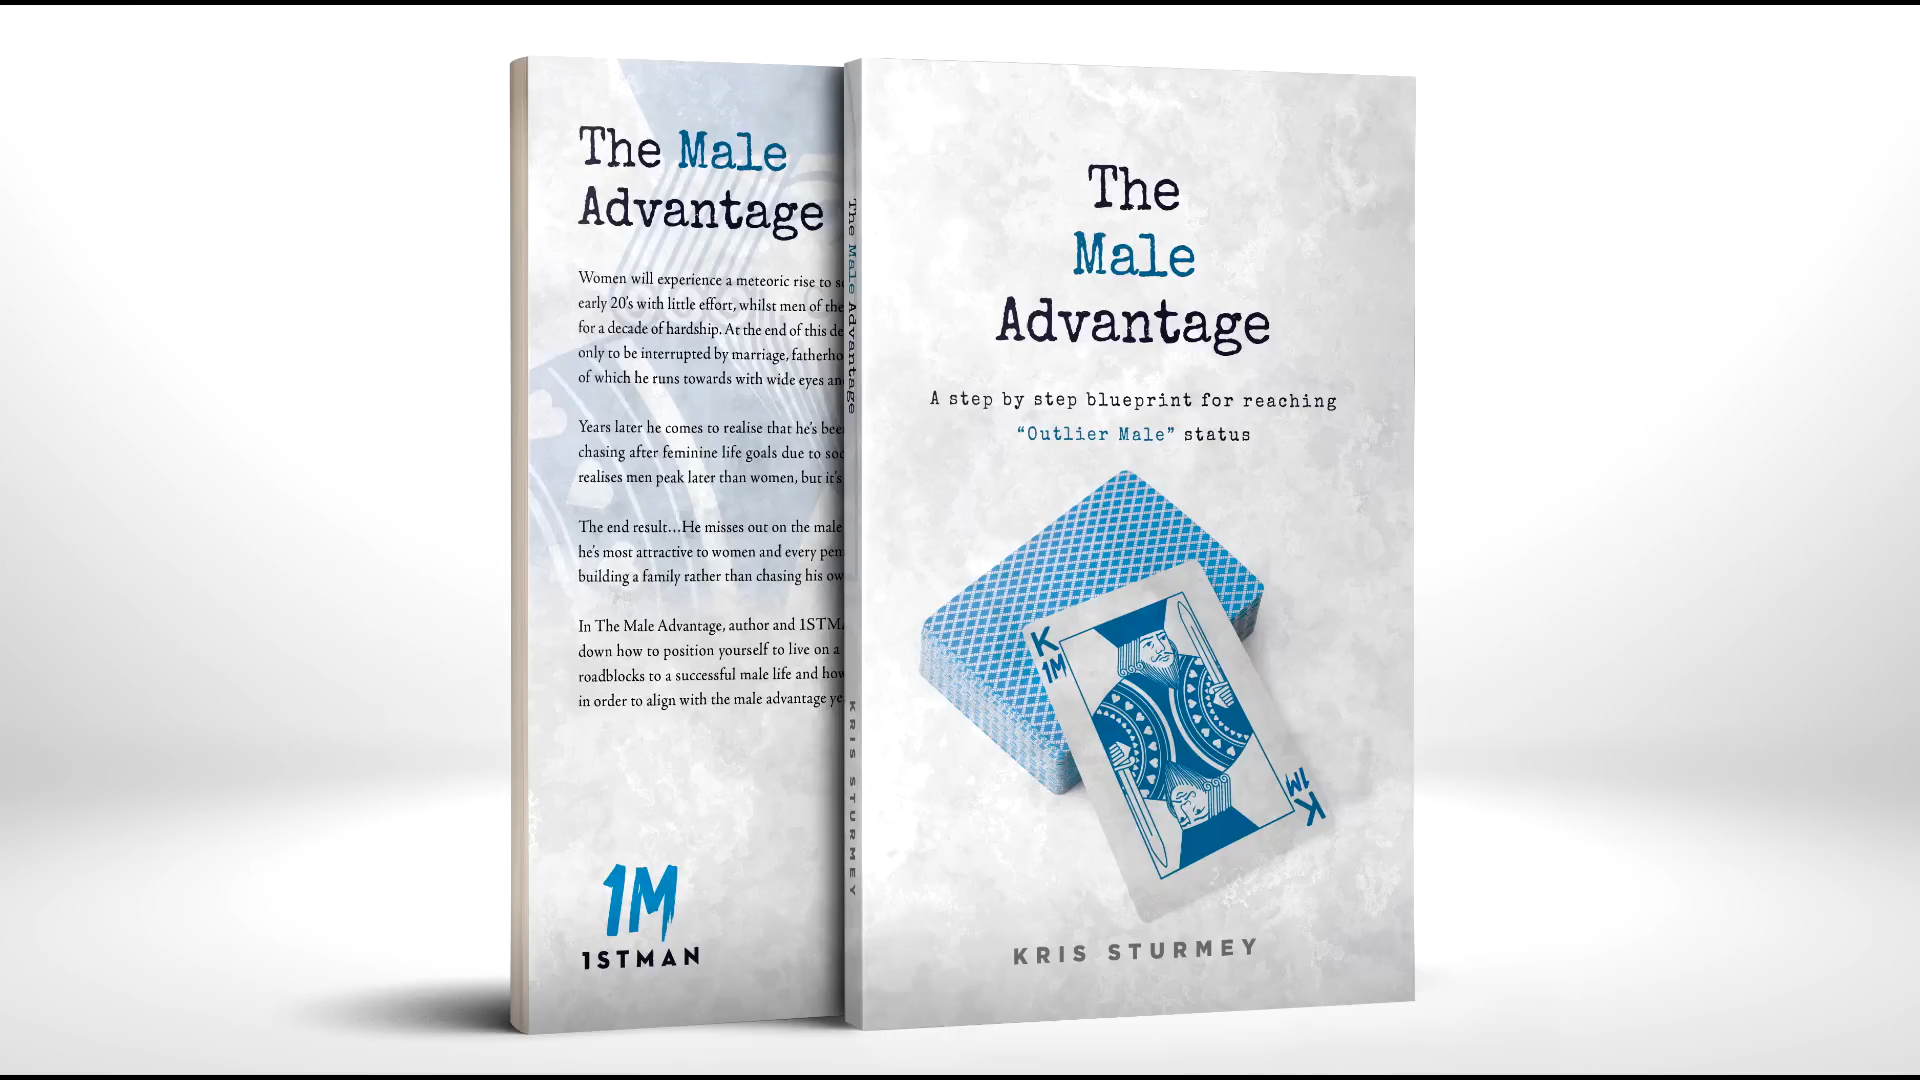 The Male
Advantage
Women will experience a meteoric rise to
early 20's with little effort, whilst men of the
for a decade of hardship. At the end of this
only to be interrupted by marriage,
of which he runs towards with wide eyes
Years later he comes to realise that he's
chasing after feminine life goals due to
realises men peak later than women, but it's
The end result...He misses out on the male
he's most attractive to women and every
building a family rather than chasing his
In The Male Advantage, author and
down how to position yourself to live on a
roadblocks to a successful male life and
in order to align with the male advantage
1M
1STMAN
The Male Advantage
KRIS STURMEY
The
Male
Advantage
A step by step blueprint for reaching
“Outlier Male” status
K
1M
K
1M
KRIS STURMEY